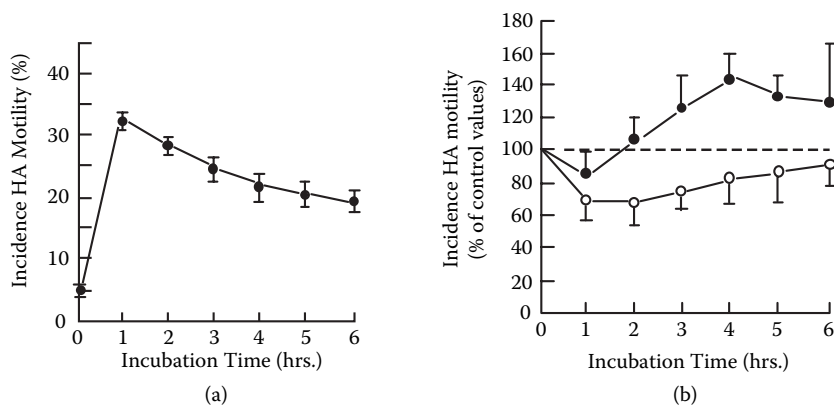 Incidence HA Motility (%)
40
30
20
10
0
0 1 2 3 4 5 6
Incubation Time (hrs.)
(a)
Incidence HA motility
(% of control values)
180
160
140
120
100
80
60
40
20
0
0 1 2 3 4 5 6
Incubation Time (hrs.)
(b)